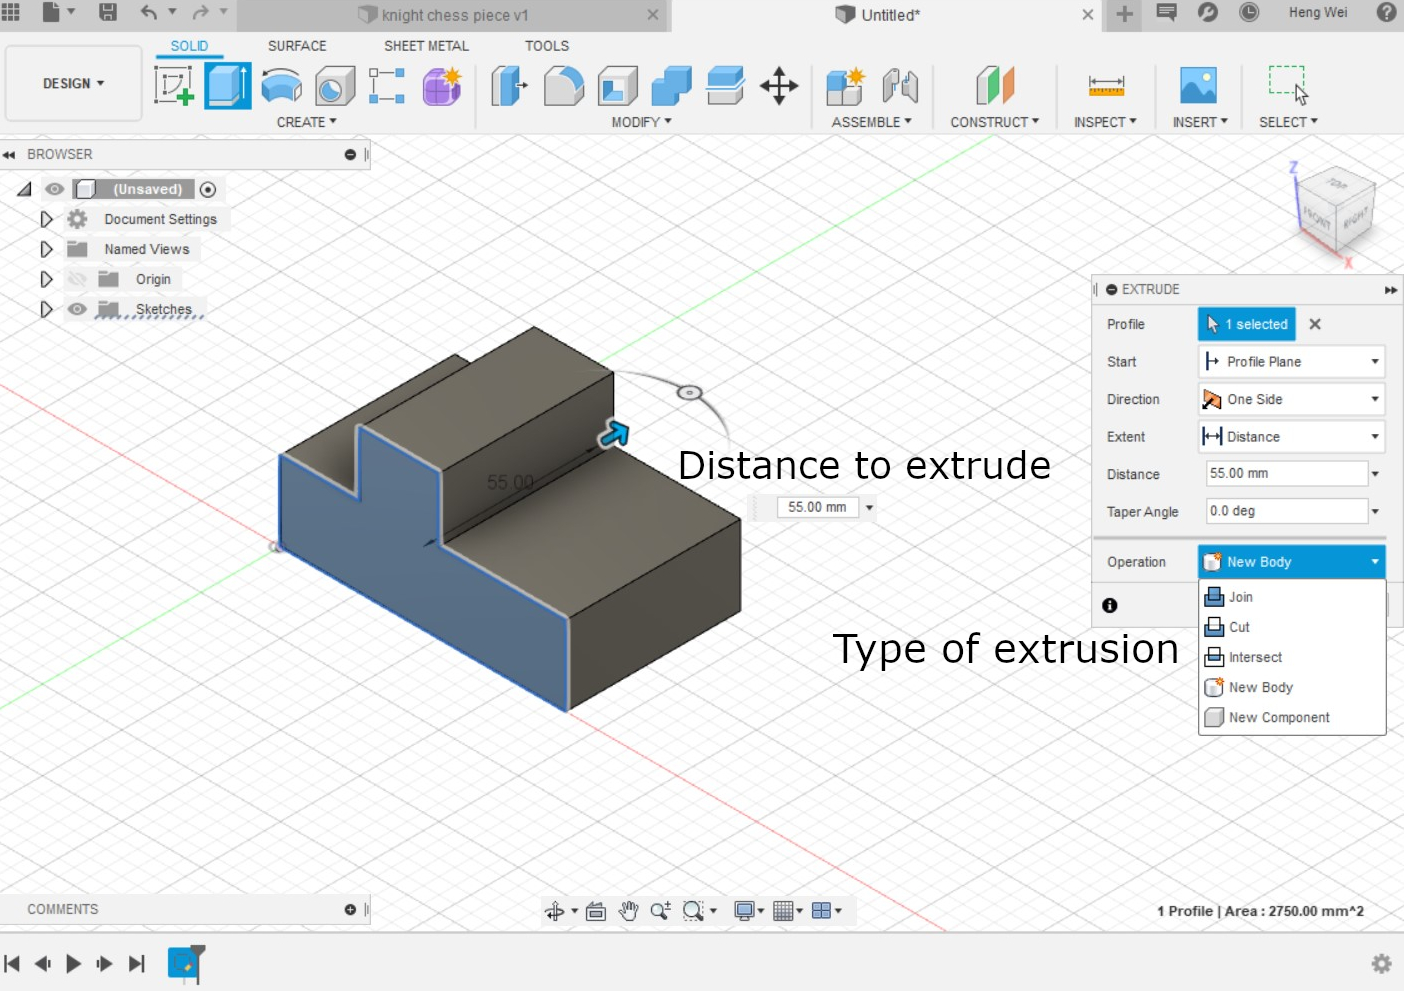 knight chess piece v1
Untitled*
Heng Wei
SOLID SURFACE SHEET METAL TOOLS
DESIGN
CREATE MODIFY ASSEMBLE CONSTRUCT INSPECT INSERT SELECT
BROWSER
(Unsaved)
Document Settings
Named Views
Origin
Sketches
Z
TOP
FRONT
RIGHT
X
EXTRUDE
Profile 1 selected
Start Profile Plane
Direction One Side
Extent Distance
Distance 55.00 mm
Taper Angle 0.0 deg
Operation New Body
Join
Cut
Intersect
New Body
New Component
55.00
Distance to extrude
55.00 mm
Type of extrusion
COMMENTS
1 Profile | Area : 2750.00 mm^2